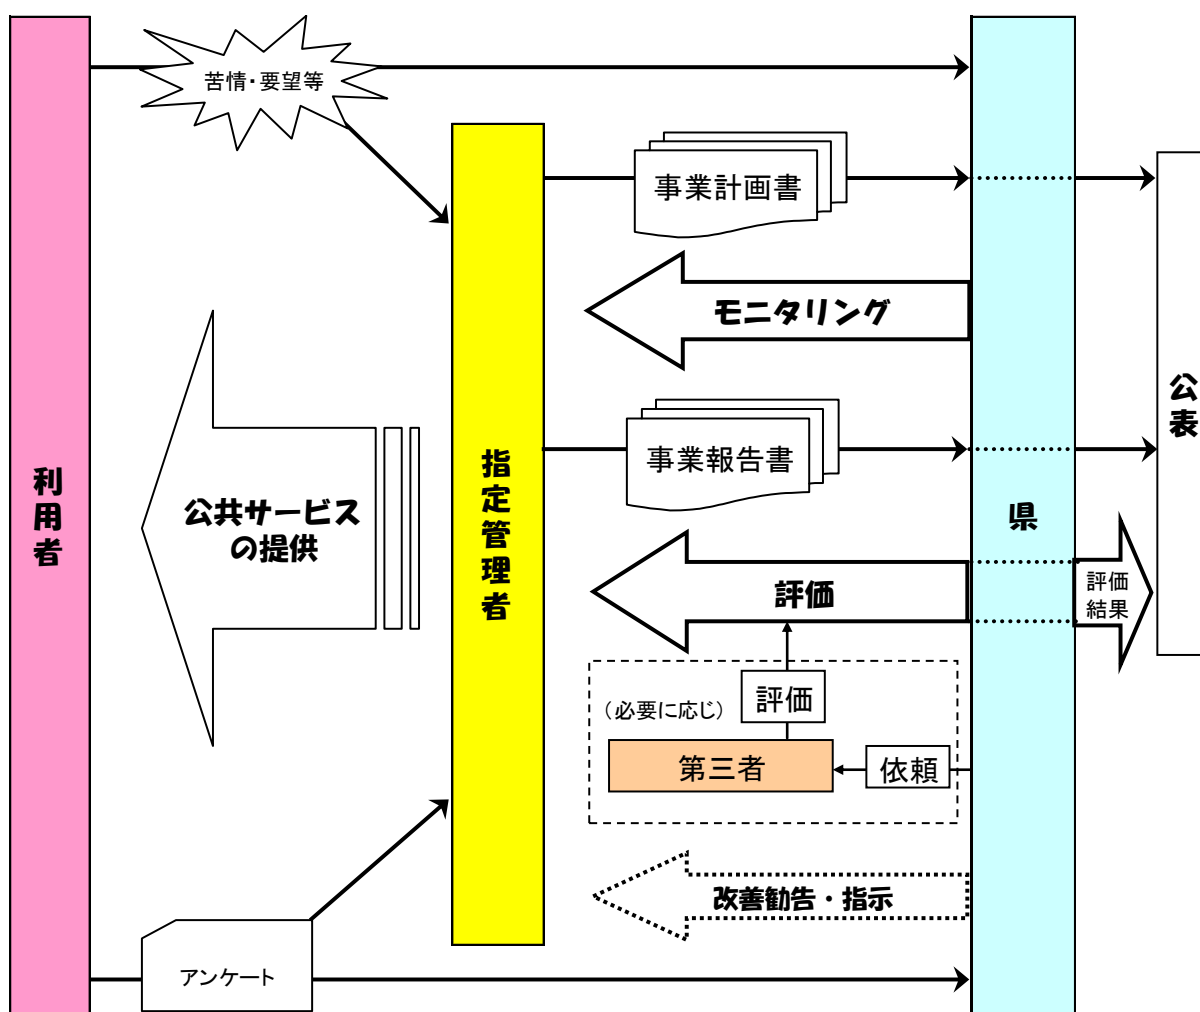 苦情・要望等
事業計画書
モニタリング
公表
事業報告書
利用者
公共サービス
の提供
指定管理者
県
評価
評価
結果
(必要に応じ)
評価
第三者
依頼
改善勧告・指示
アンケート